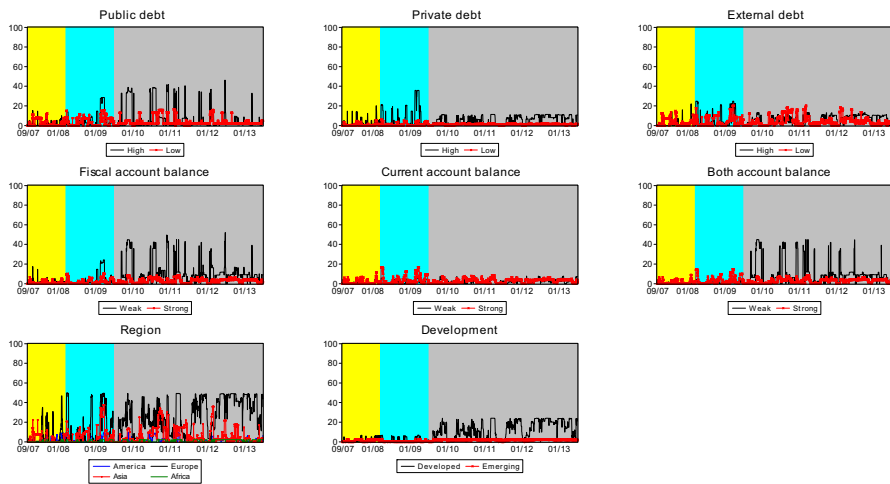 Public debt
Private debt
External debt
100
80
60
40
20
0
09/07 01/08 01/09 01/10 01/11 01/12 01/13
High Low
100
80
60
40
20
0
09/07 01/08 01/09 01/10 01/11 01/12 01/13
High Low
100
80
60
40
20
0
09/07 01/08 01/09 01/10 01/11 01/12 01/13
High Low
Fiscal account balance
Current account balance
Both account balance
100
80
60
40
20
0
09/07 01/08 01/09 01/10 01/11 01/12 01/13
Weak Strong
100
80
60
40
20
0
09/07 01/08 01/09 01/10 01/11 01/12 01/13
Weak Strong
100
80
60
40
20
0
09/07 01/08 01/09 01/10 01/11 01/12 01/13
Weak Strong
Region
Development
100
80
60
40
20
0
09/07 01/08 01/09 01/10 01/11 01/12 01/13
America Europe
Asia Africa
100
80
60
40
20
0
09/07 01/08 01/09 01/10 01/11 01/12 01/13
Developed Emerging